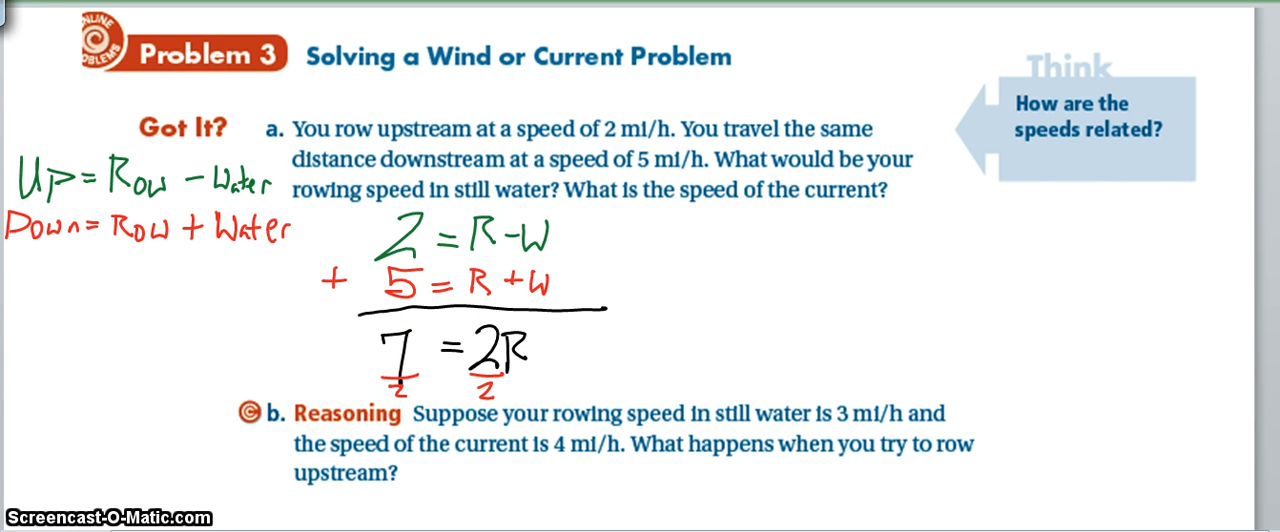 ONLINE
PROBLEMS
Problem 3 Solving a Wind or Current Problem
Think
How are the
speeds related?
Got It? a. You row upstream at a speed of 2 mi/h. You travel the same
distance downstream at a speed of 5 mi/h. What would be your
rowing speed in still water? What is the speed of the current?
Up = Row - Water
Down = Row + Water
2 = R - W
+ 5 = R + W
7 = 2R
2 2
b. Reasoning Suppose your rowing speed in still water is 3 mi/h and
the speed of the current is 4 mi/h. What happens when you try to row
upstream?
Screencast-O-Matic.com